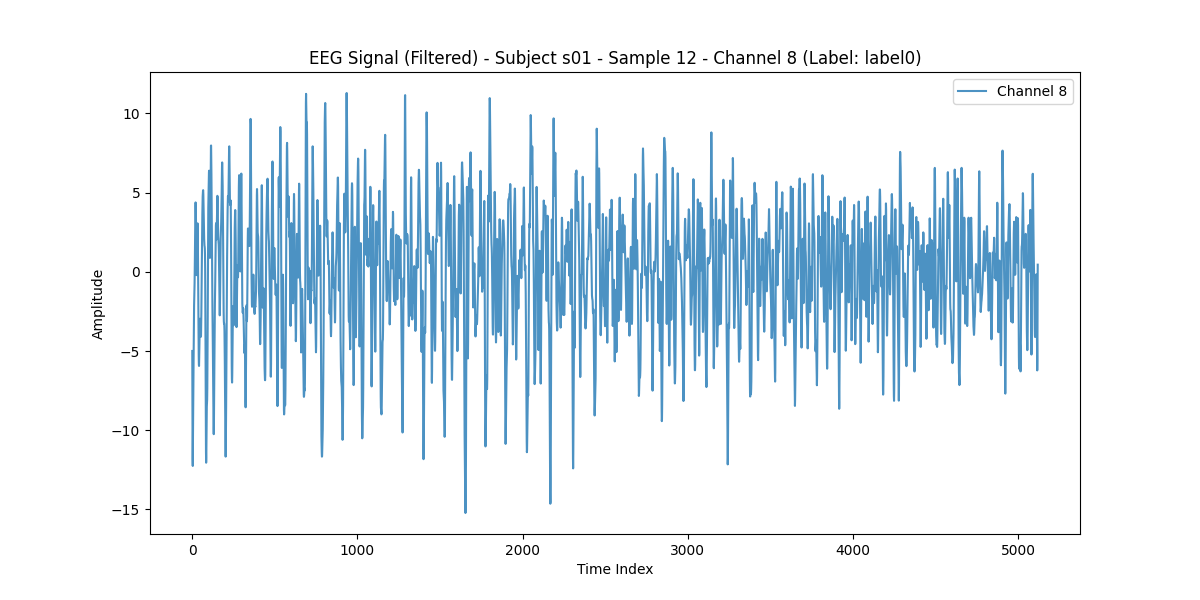 EEG Signal (Filtered) - Subject s01 - Sample 12 - Channel 8 (Label: label0)
Channel 8
10
5
0
−5
−10
−15
Amplitude
0 1000 2000 3000 4000 5000
Time Index